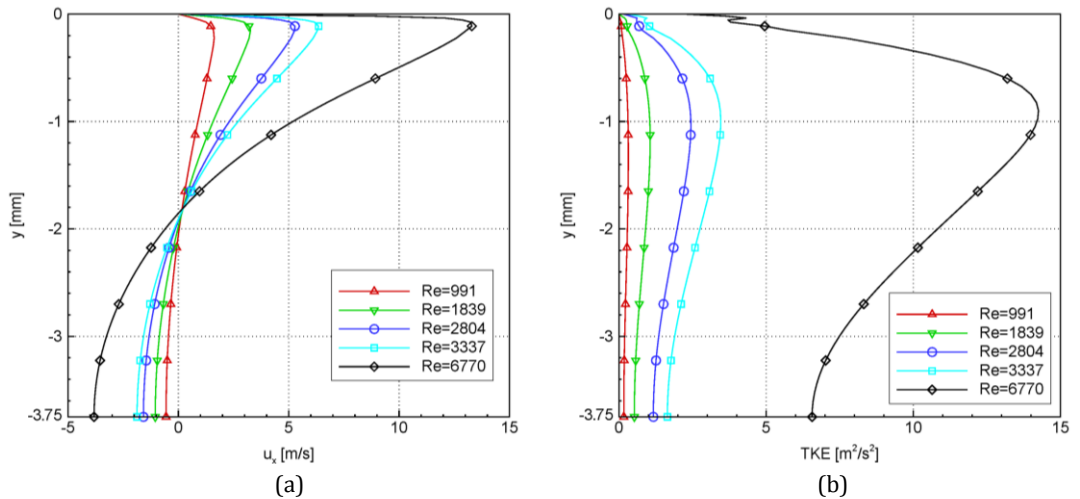 0
-1
-2
-3
-3.75
y [mm]
-5
0
5
10
15
uₓ [m/s]
Re=991
Re=1839
Re=2804
Re=3337
Re=6770
(a)
0
-1
-2
-3
-3.75
y [mm]
0
5
10
15
TKE [m²/s²]
Re=991
Re=1839
Re=2804
Re=3337
Re=6770
(b)